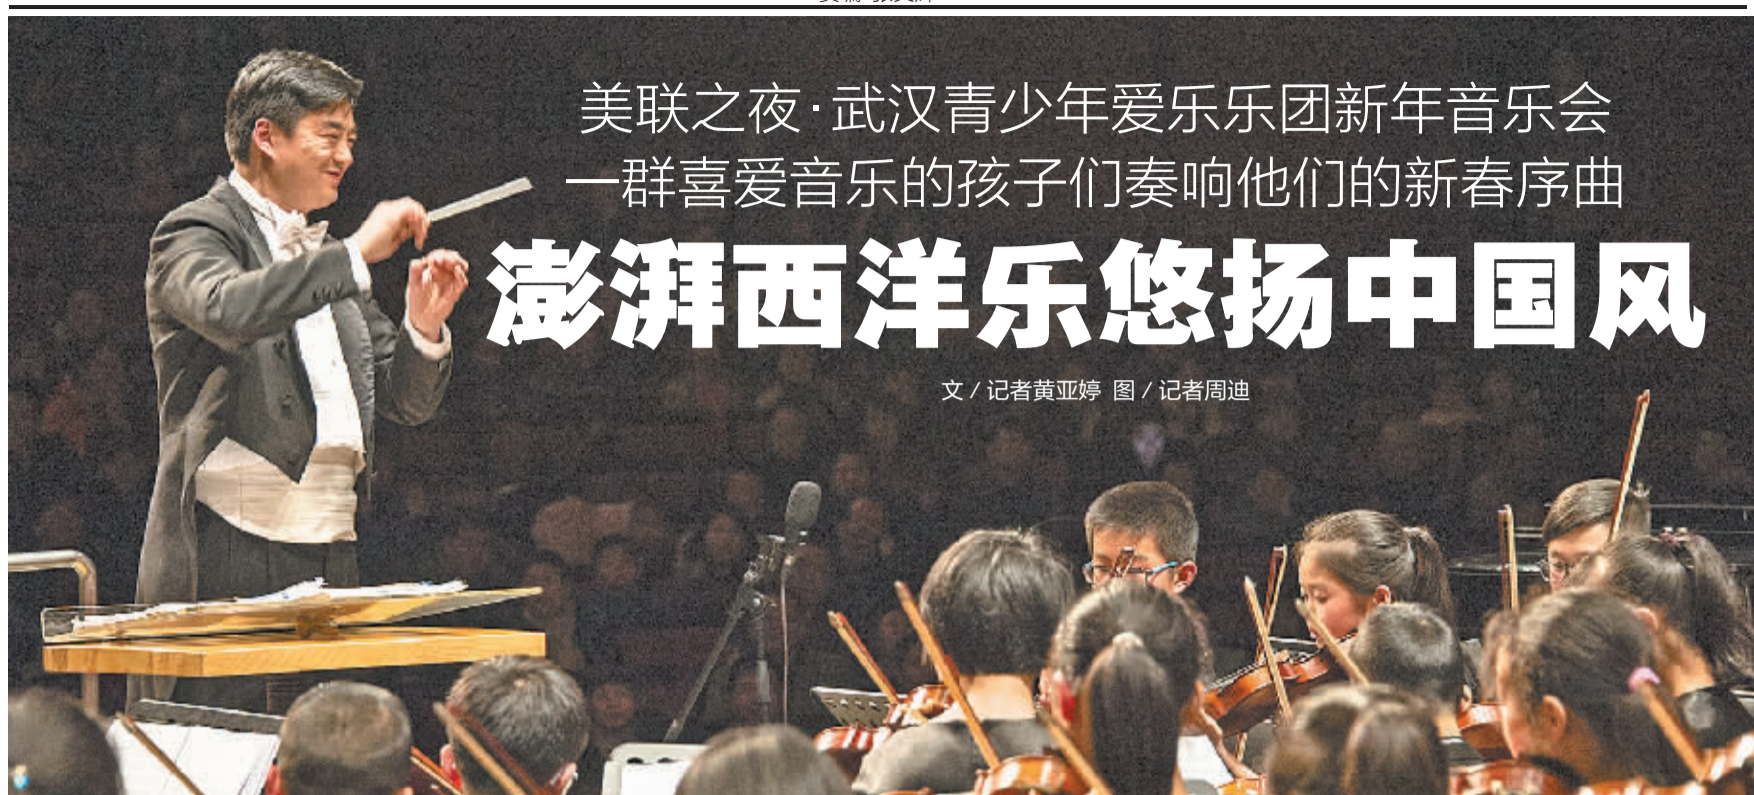 美联之夜·武汉青少年爱乐乐团新年音乐会
一群喜爱音乐的孩子们奏响他们的新春序曲
澎湃西洋乐悠扬中国风
文/记者黄亚婷 图/记者周迪